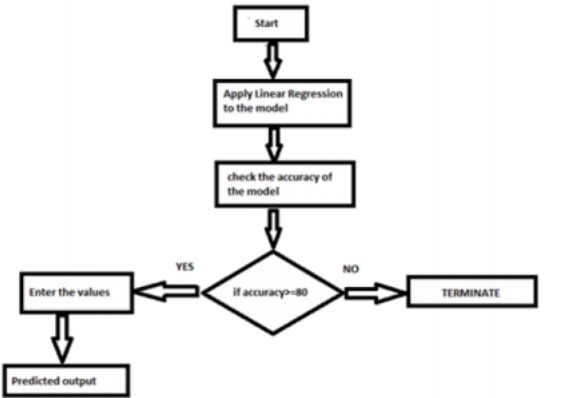 Start
Apply Linear Regression
to the model
check the accuracy of
the model
YES
NO
if accuracy>=80
Enter the values
TERMINATE
Predicted output